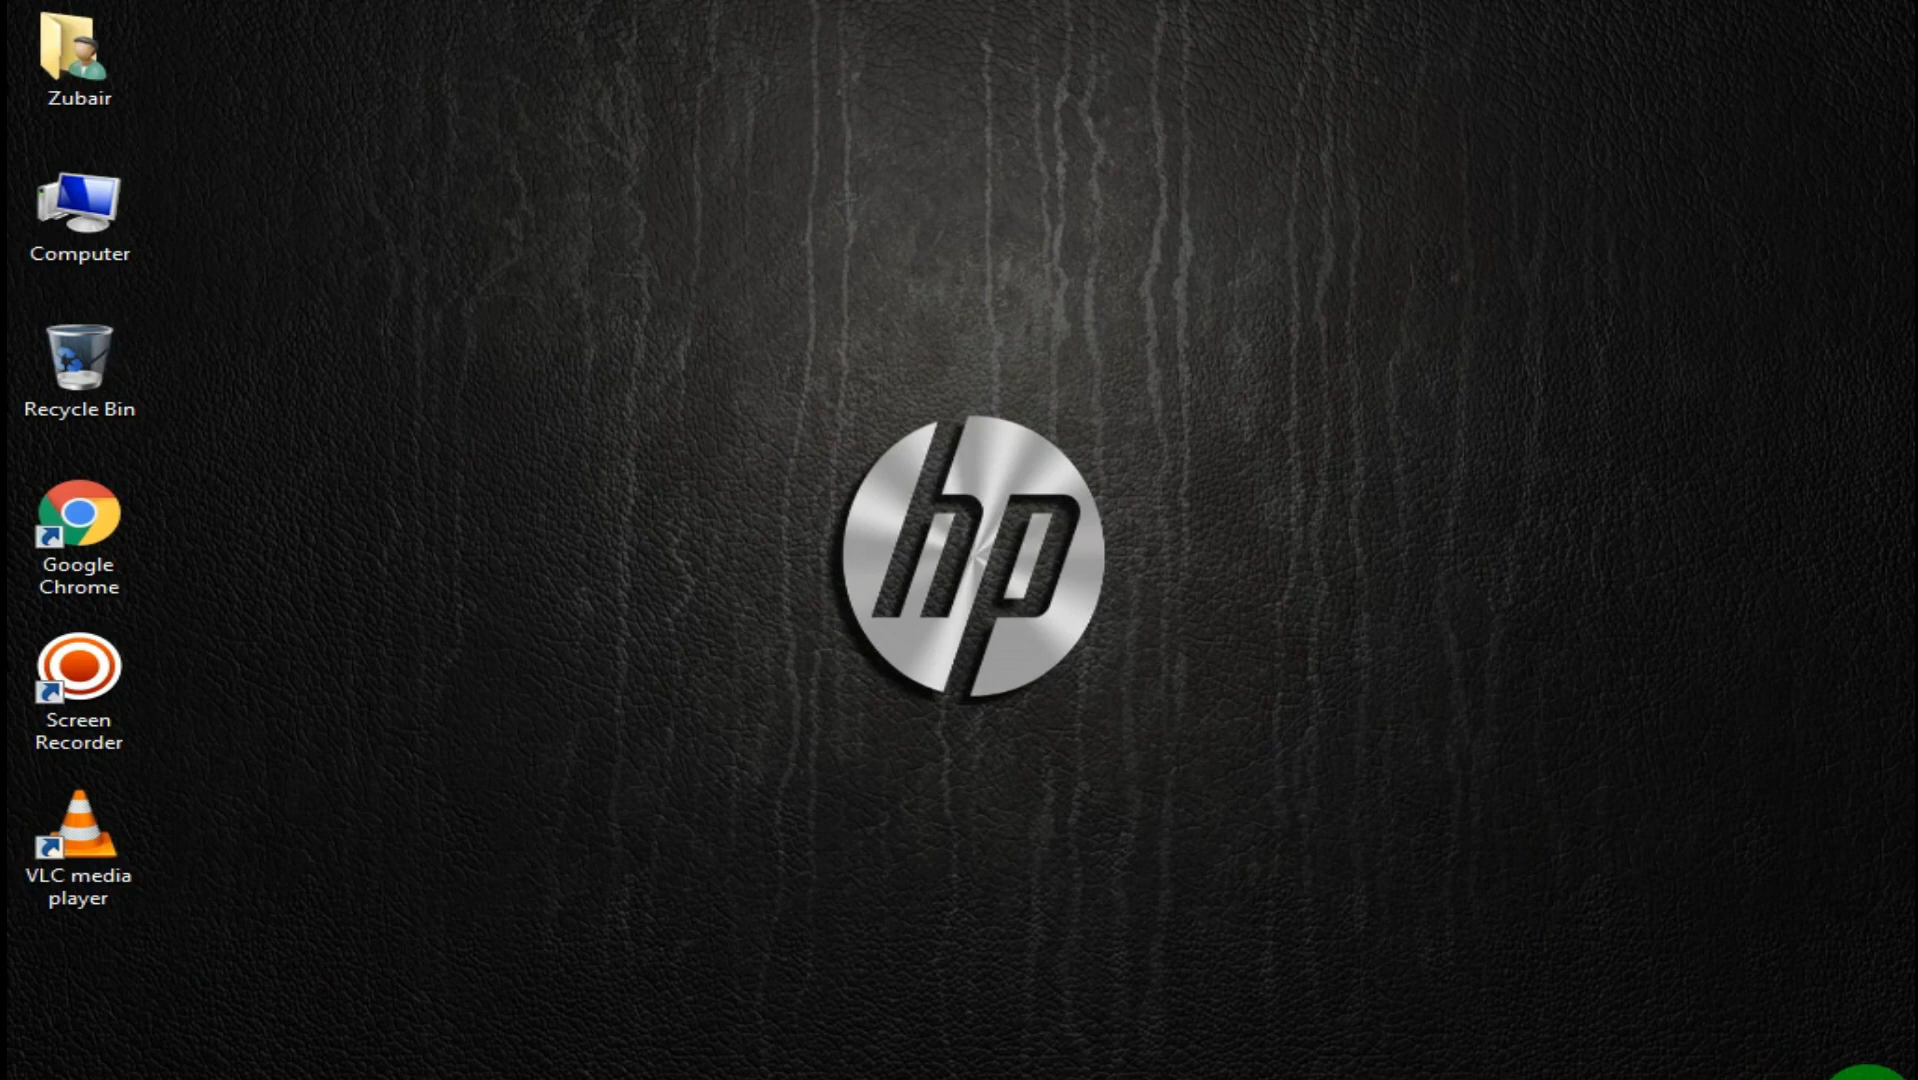 Zubair
Computer
Recycle Bin
Google
Chrome
Screen
Recorder
VLC media
player
hp